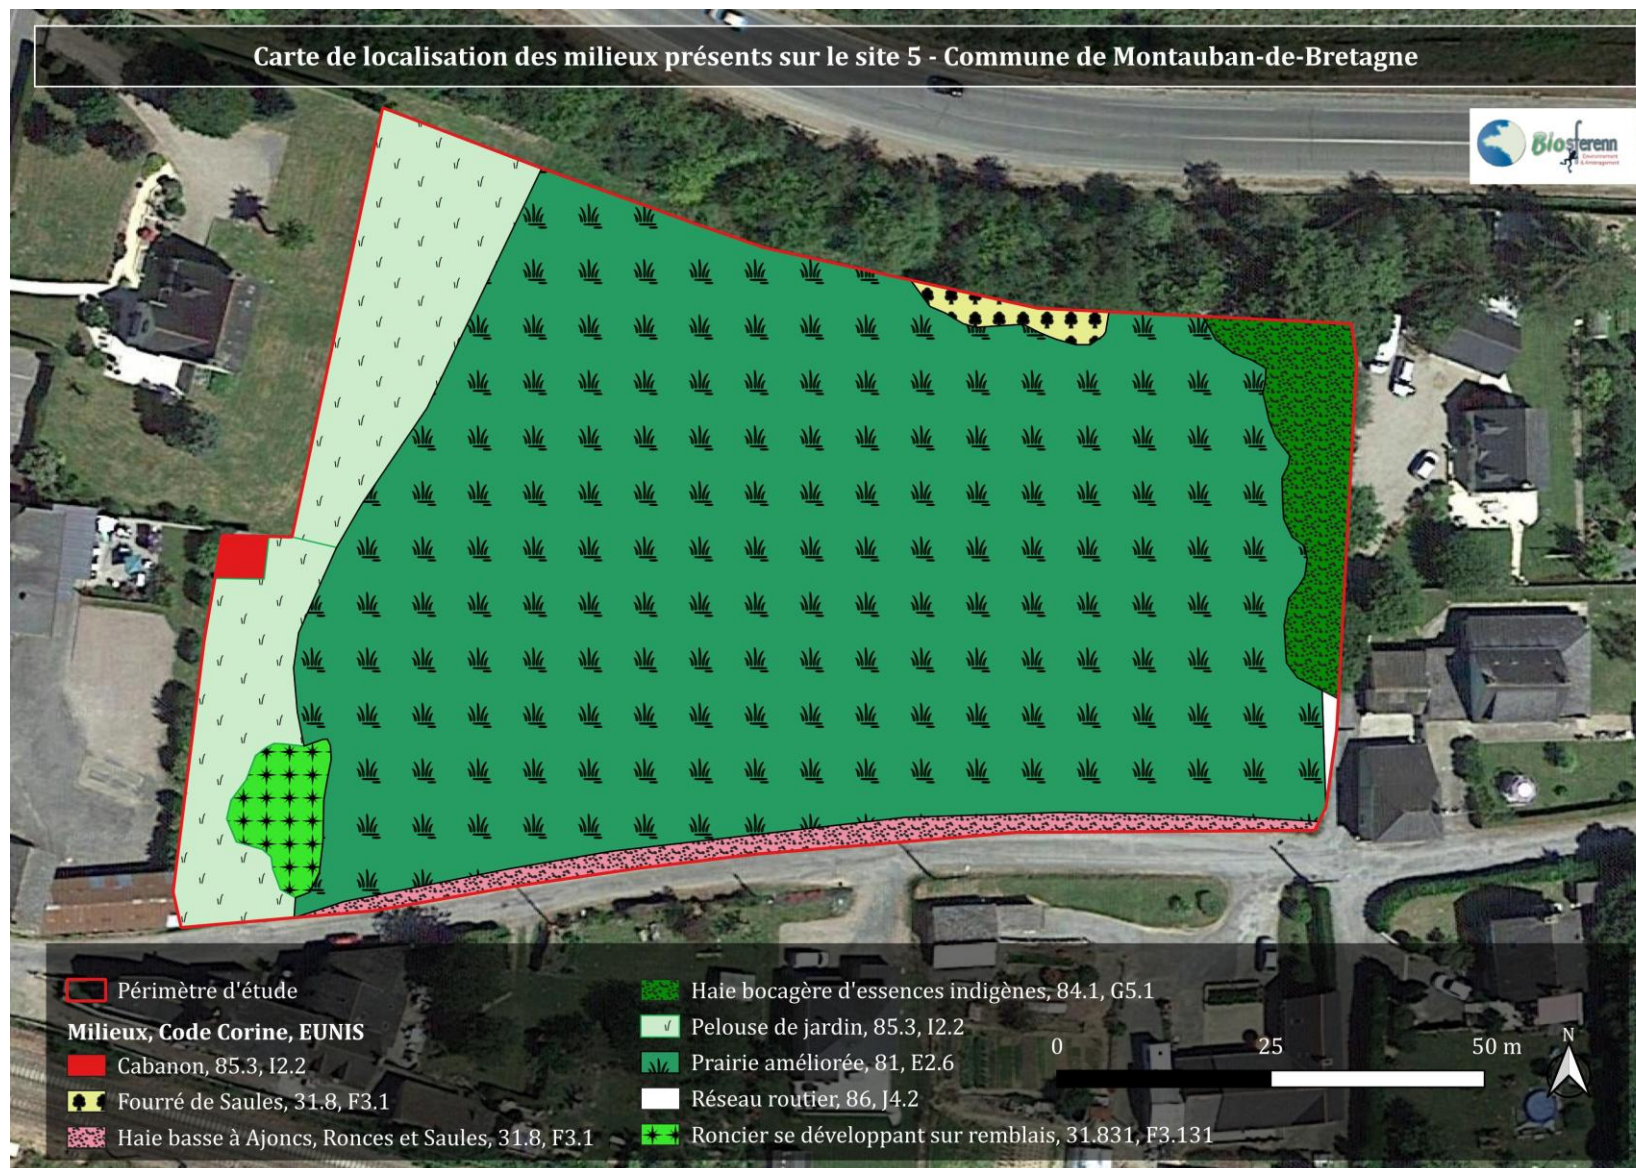 Carte de localisation des milieux présents sur le site 5 - Commune de Montauban-de-Bretagne
Biosferenn
Environnement
& Aménagement
Périmètre d'étude
Milieux, Code Corine, EUNIS
Cabanon, 85.3, I2.2
Fourré de Saules, 31.8, F3.1
Haie basse à Ajoncs, Ronces et Saules, 31.8, F3.1
Haie bocagère d'essences indigènes, 84.1, G5.1
Pelouse de jardin, 85.3, I2.2
Prairie améliorée, 81, E2.6
Réseau routier, 86, J4.2
Roncier se développant sur remblais, 31.831, F3.131
0 25 50 m
N